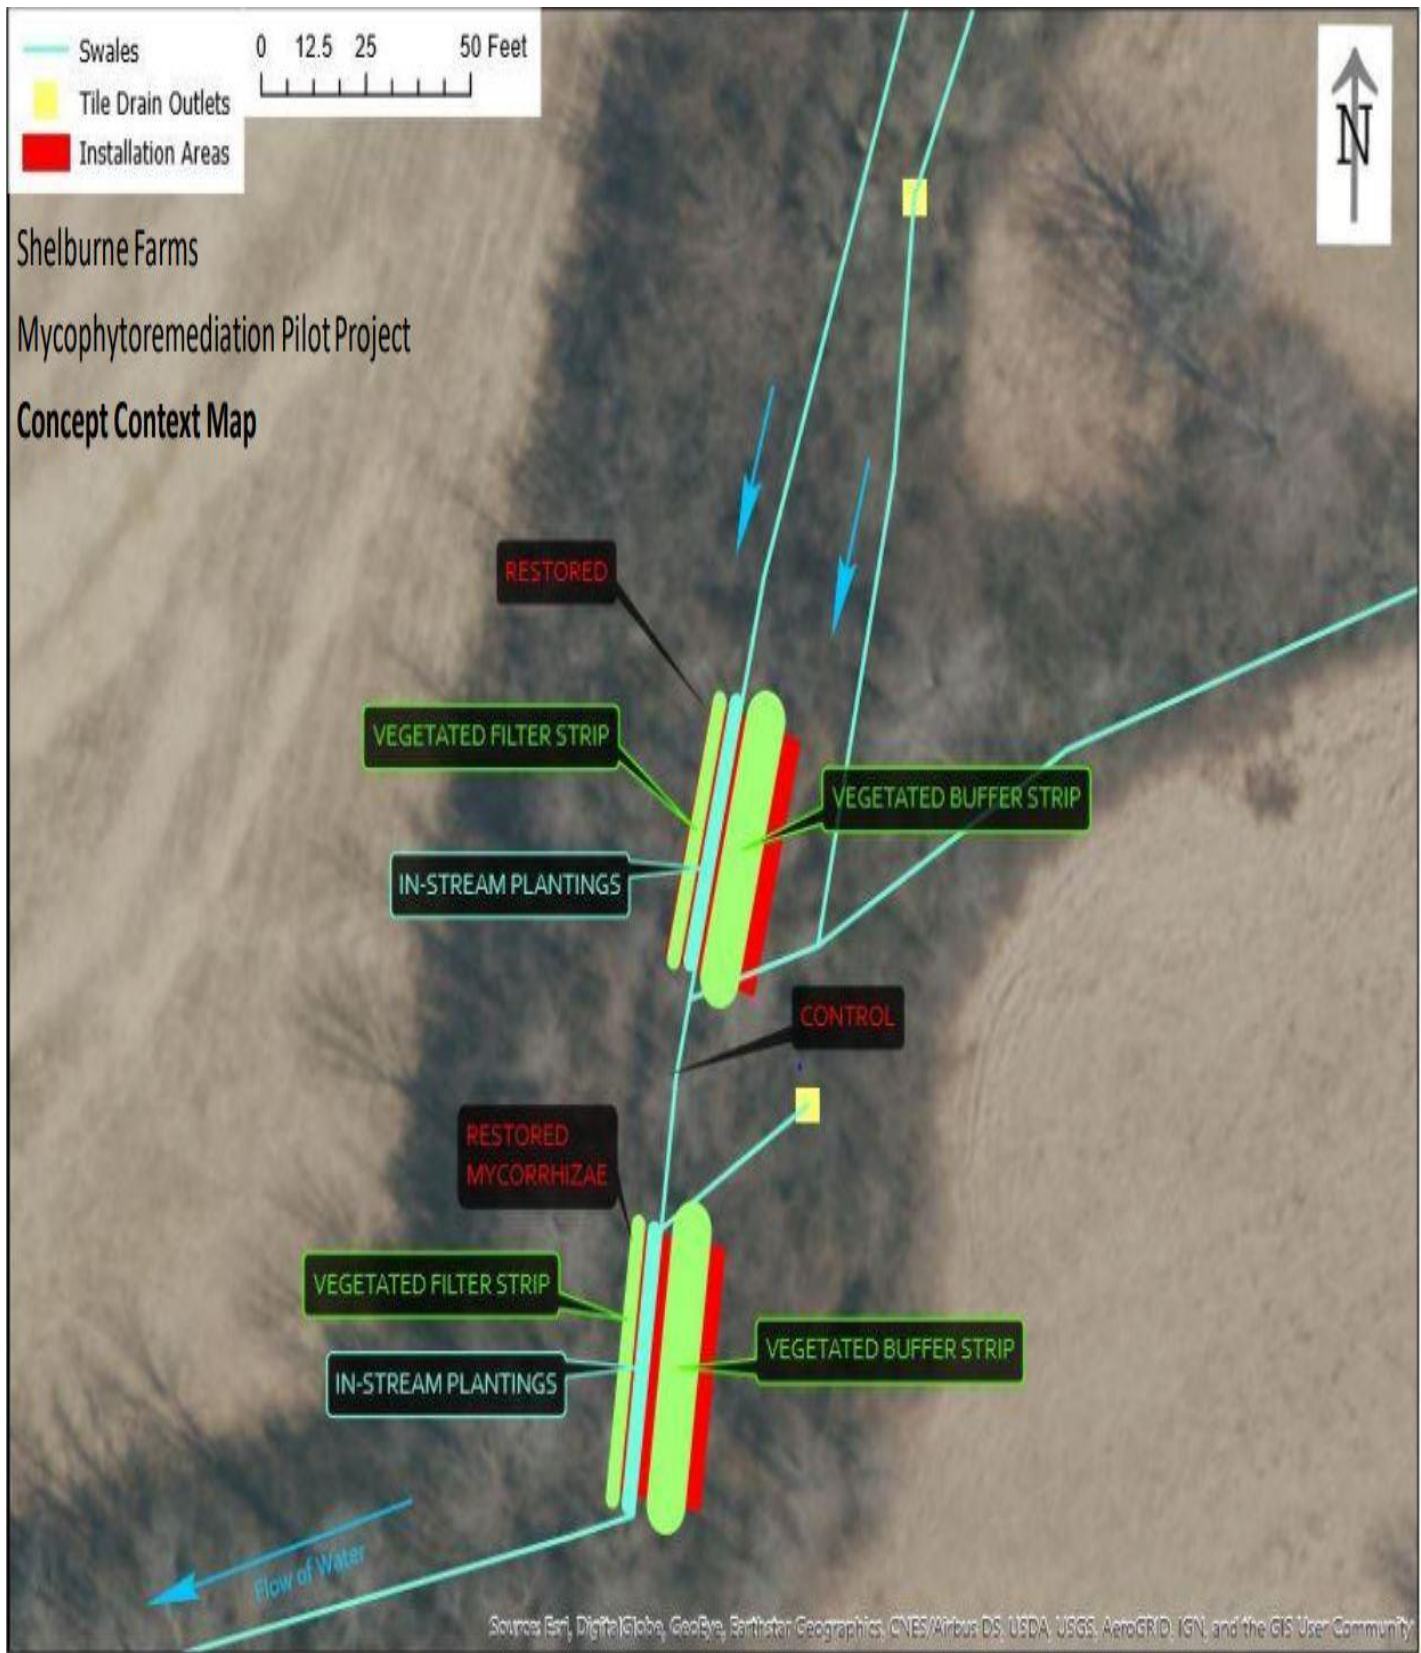 Swales
Tile Drain Outlets
Installation Areas
0 12.5 25 50 Feet
N
Shelburne Farms
Mycophytoremediation Pilot Project
Concept Context Map
RESTORED
VEGETATED FILTER STRIP
VEGETATED BUFFER STRIP
IN-STREAM PLANTINGS
CONTROL
RESTORED
MYCORRHIZAE
VEGETATED FILTER STRIP
VEGETATED BUFFER STRIP
IN-STREAM PLANTINGS
Flow of Water
Source: Esri, DigitalGlobe, GeoEye, Earthstar Geographics, CNES/Airbus DS, USDA, USGS, AeroGRID, IGN, and the GIS User Community